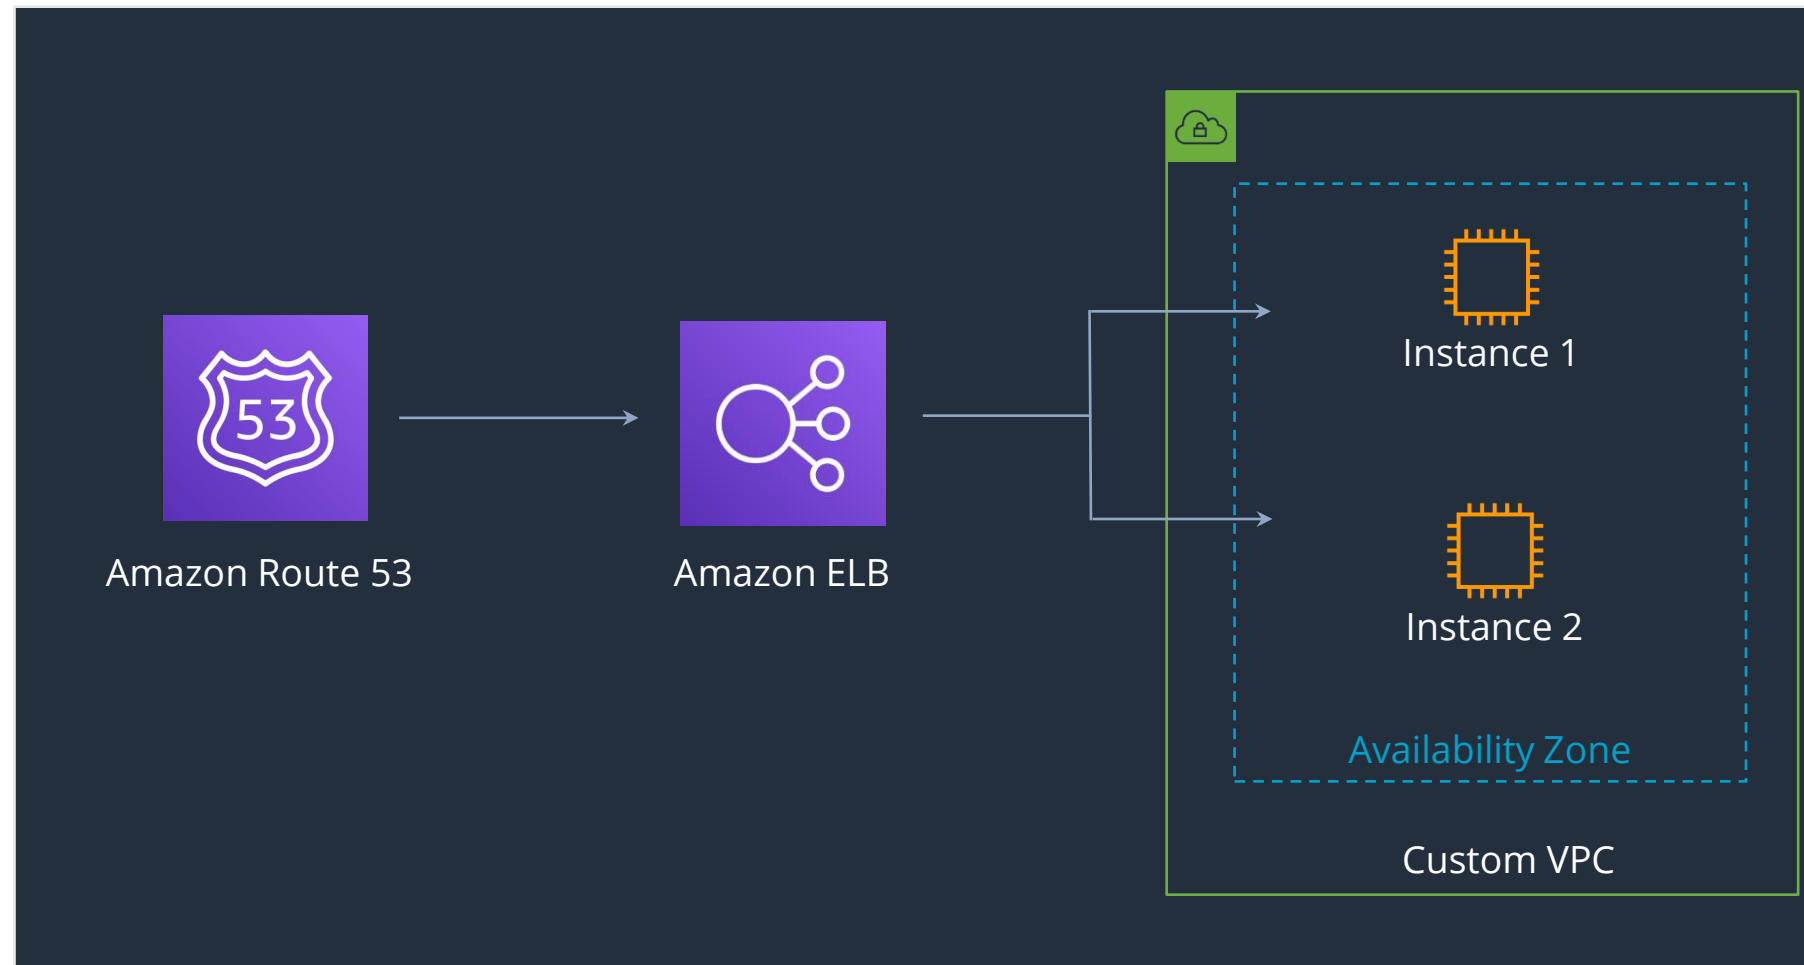 53
Amazon Route 53
Amazon ELB
Instance 1
Instance 2
Availability Zone
Custom VPC